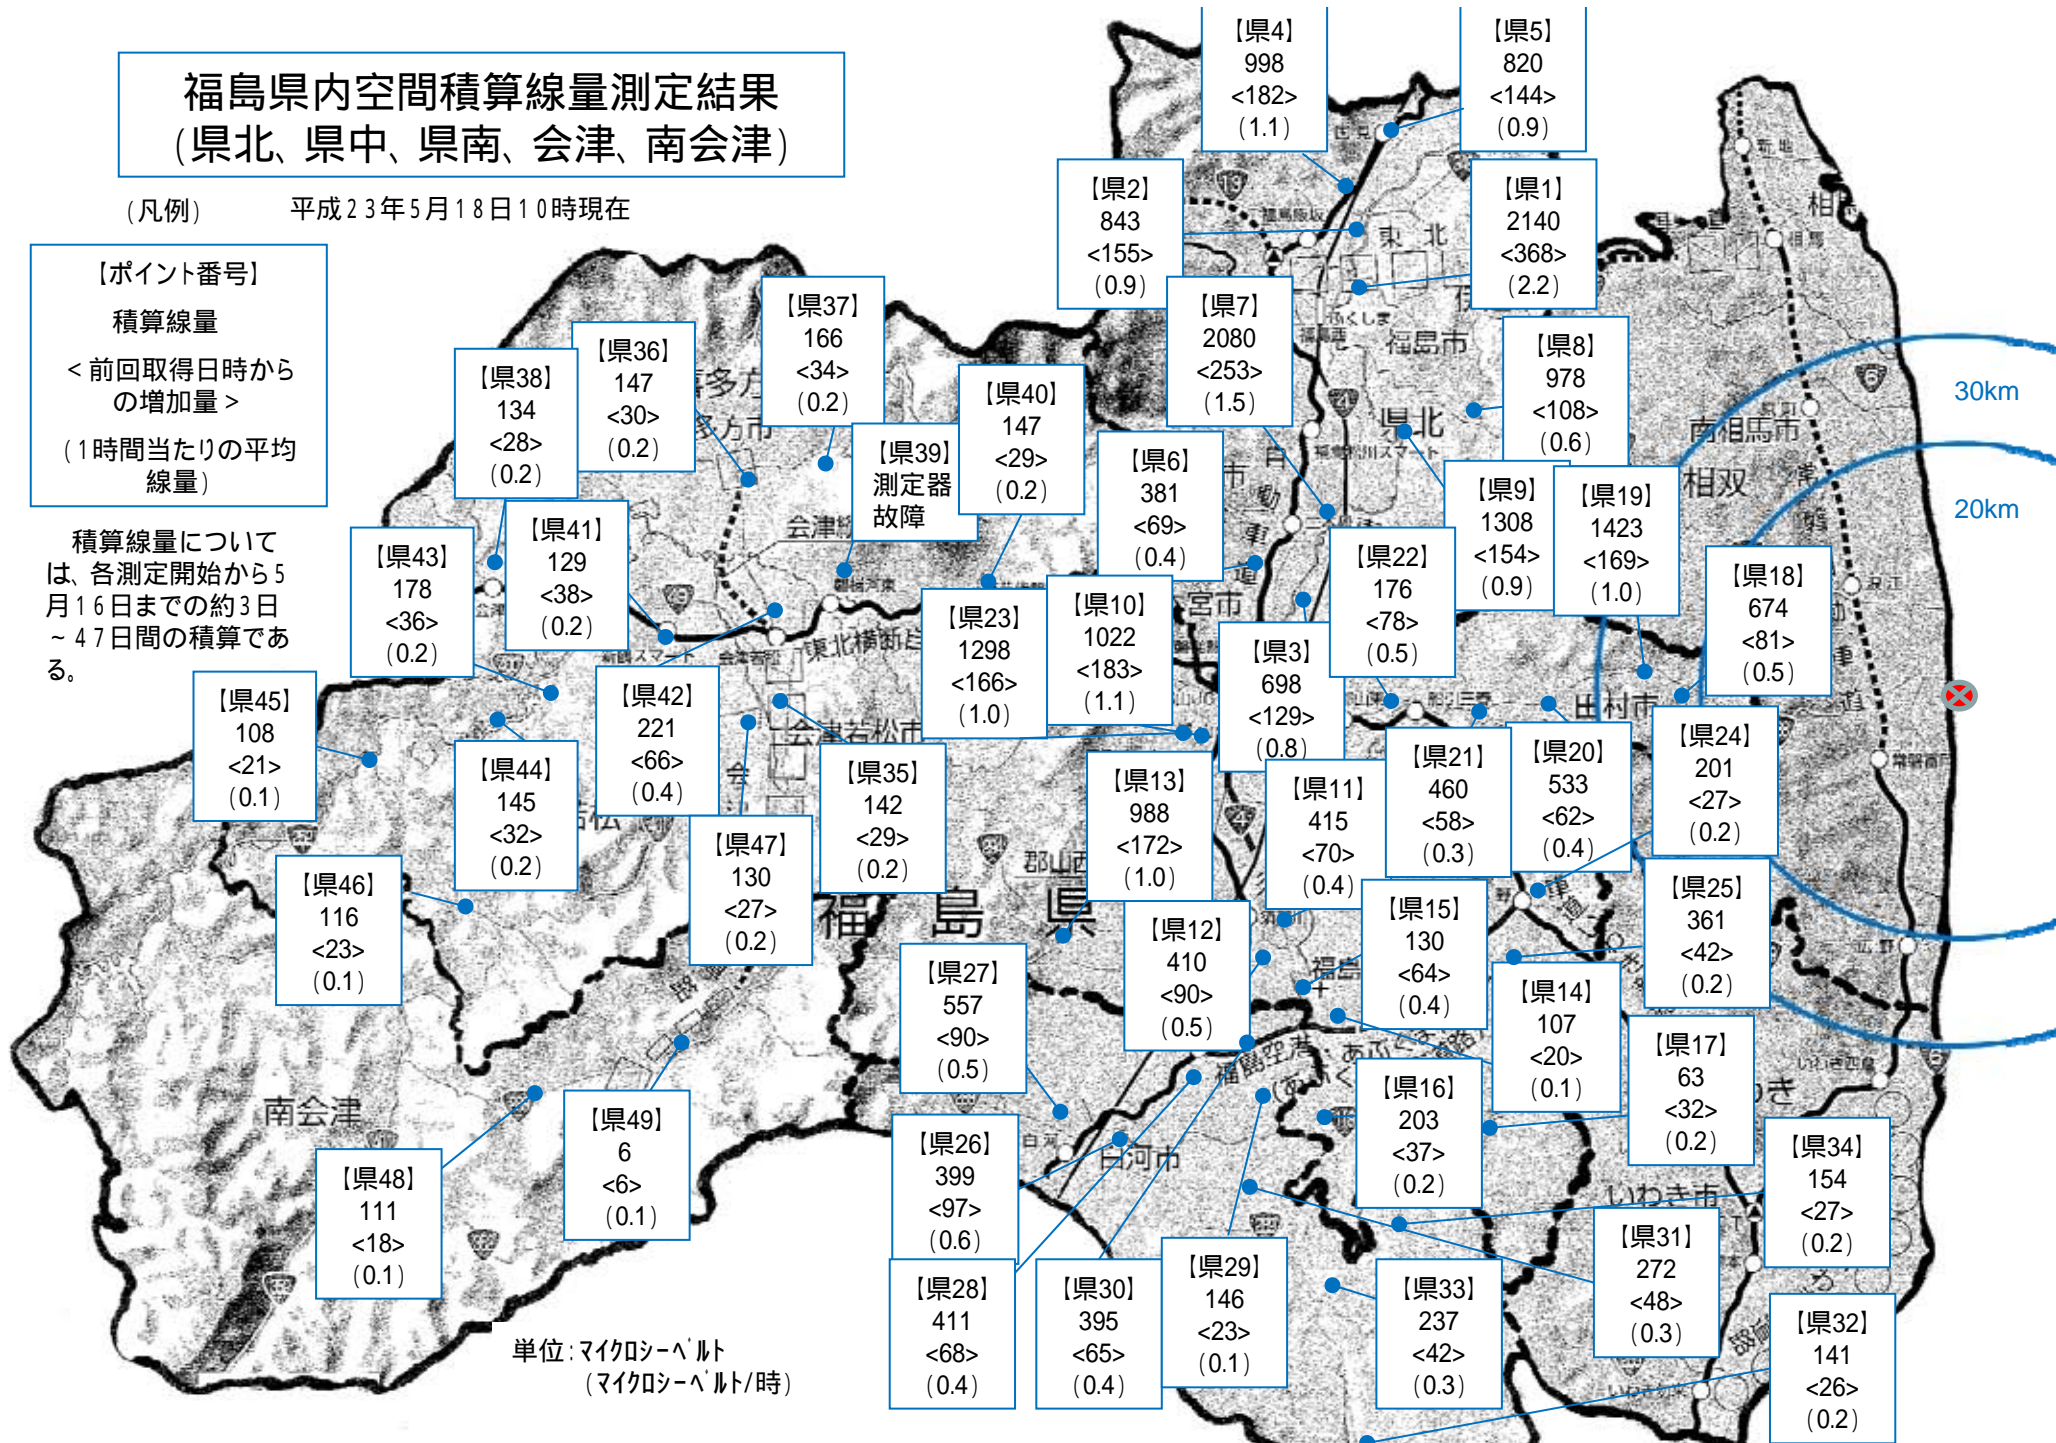 福島県内空間積算線量測定結果
(県北、県中、県南、会津、南会津)
(凡例)
平成23年5月18日10時現在
【ポイント番号】
積算線量
<前回取得日時から
の増加量>
(1時間当たりの平均
線量)
積算線量について
は、各測定開始から5
月16日までの約3日
~47日間の積算であ
る。
【県4】
998
<182>
(1.1)
【県5】
820
<144>
(0.9)
【県2】
843
<155>
(0.9)
【県1】
2140
<368>
(2.2)
【県7】
2080
<253>
(1.5)
【県8】
978
<108>
(0.6)
【県37】
166
<34>
(0.2)
【県36】
147
<30>
(0.2)
【県38】
134
<28>
(0.2)
【県40】
147
<29>
(0.2)
【県39】
測定器
故障
【県6】
381
<69>
(0.4)
【県9】
1308
<154>
(0.9)
【県19】
1423
<169>
(1.0)
【県43】
178
<36>
(0.2)
【県41】
129
<38>
(0.2)
【県22】
176
<78>
(0.5)
【県18】
674
<81>
(0.5)
【県23】
1298
<166>
(1.0)
【県10】
1022
<183>
(1.1)
【県3】
698
<129>
(0.8)
【県45】
108
<21>
(0.1)
【県42】
221
<66>
(0.4)
【県44】
145
<32>
(0.2)
【県35】
142
<29>
(0.2)
【県13】
988
<172>
(1.0)
【県11】
415
<70>
(0.4)
【県21】
460
<58>
(0.3)
【県20】
533
<62>
(0.4)
【県24】
201
<27>
(0.2)
【県47】
130
<27>
(0.2)
【県46】
116
<23>
(0.1)
【県12】
410
<90>
(0.5)
【県15】
130
<64>
(0.4)
【県25】
361
<42>
(0.2)
【県27】
557
<90>
(0.5)
【県14】
107
<20>
(0.1)
【県17】
63
<32>
(0.2)
【県16】
203
<37>
(0.2)
【県49】
6
<6>
(0.1)
【県48】
111
<18>
(0.1)
【県26】
399
<97>
(0.6)
【県34】
154
<27>
(0.2)
【県31】
272
<48>
(0.3)
【県28】
411
<68>
(0.4)
【県30】
395
<65>
(0.4)
【県29】
146
<23>
(0.1)
【県33】
237
<42>
(0.3)
【県32】
141
<26>
(0.2)
単位:マイクロシーベルト
(マイクロシーベルト/時)
30km
20km
東北
福島市
県北
南相馬市
相双
田村市
会津若松市
郡山西
福島県
南会津
白河
白河市
福島空港
いわき市
広野
新地
相馬